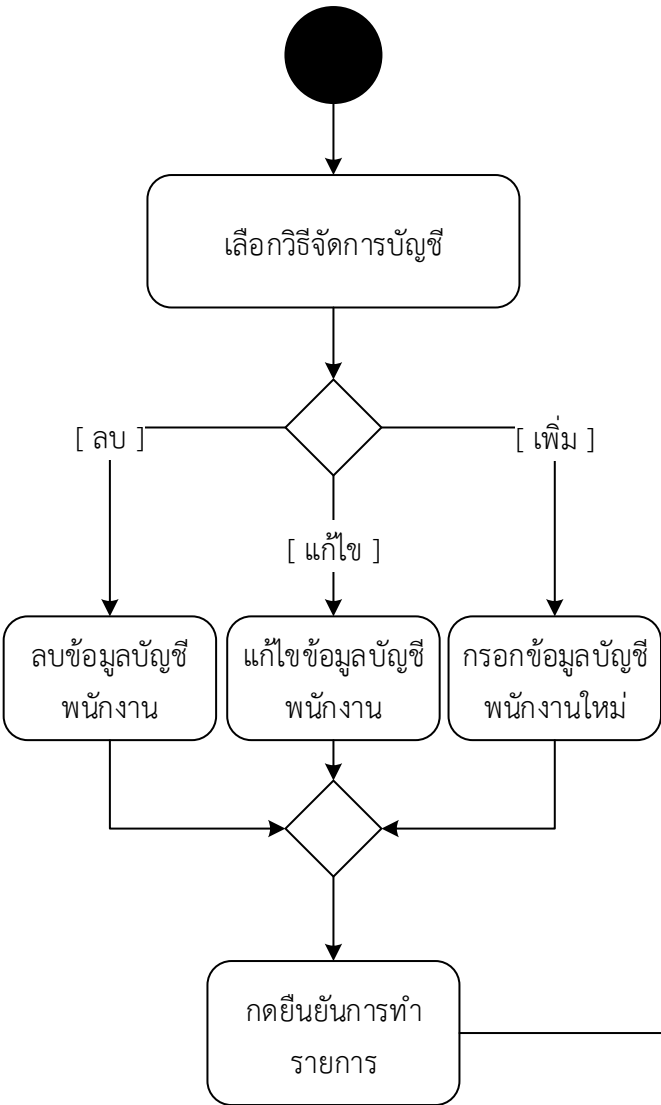 เลือกวิธีจัดการบัญชี
[ ลบ ]
[ เพิ่ม ]
[ แก้ไข ]
ลบข้อมูลบัญชี
พนักงาน
แก้ไขข้อมูลบัญชี
พนักงาน
กรอกข้อมูลบัญชี
พนักงานใหม่
กดยืนยันการทำ
รายการ